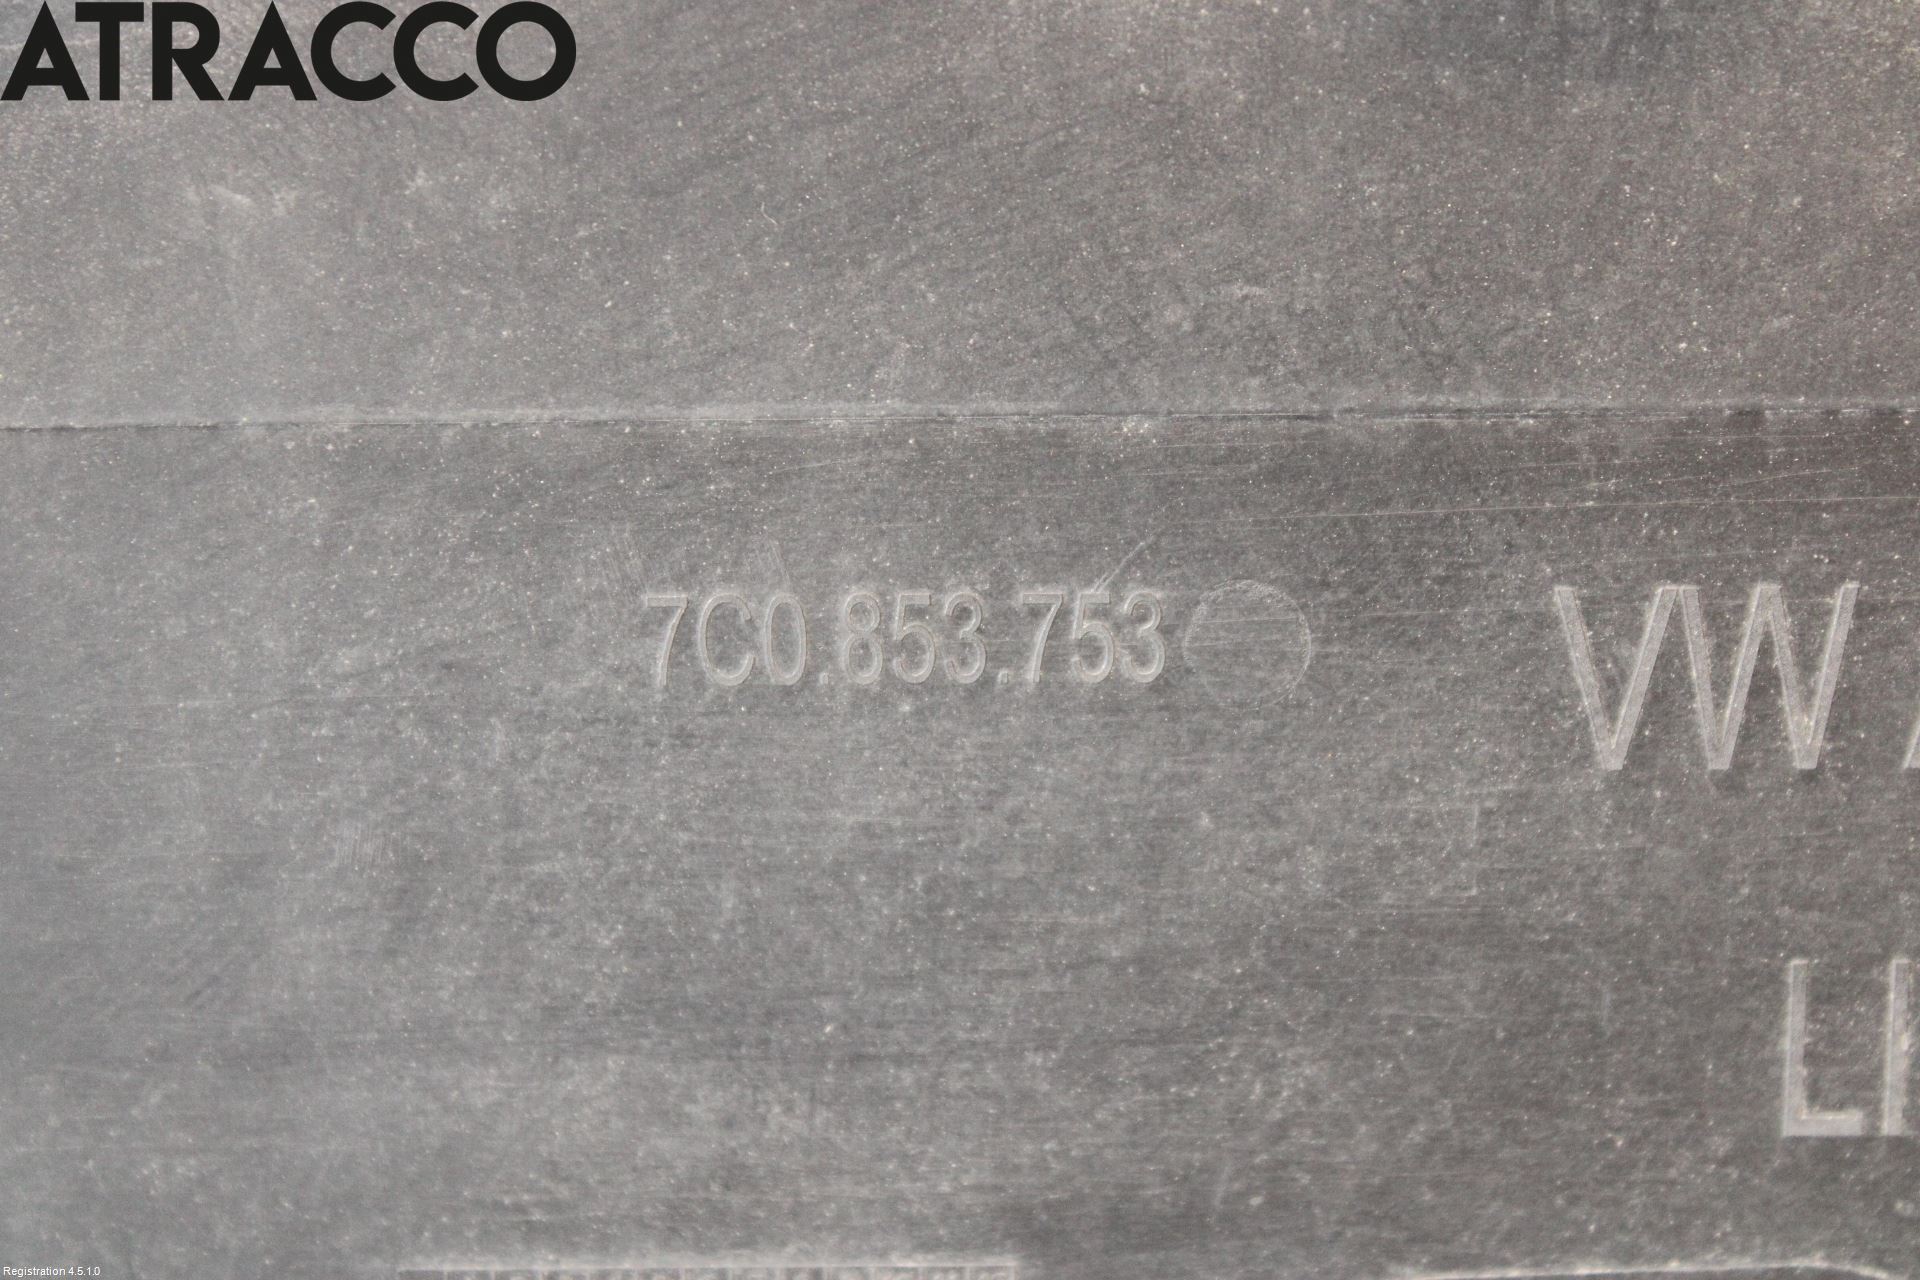 ATRACCO
7C0.853.753
VW
Registration 4.5.1.0